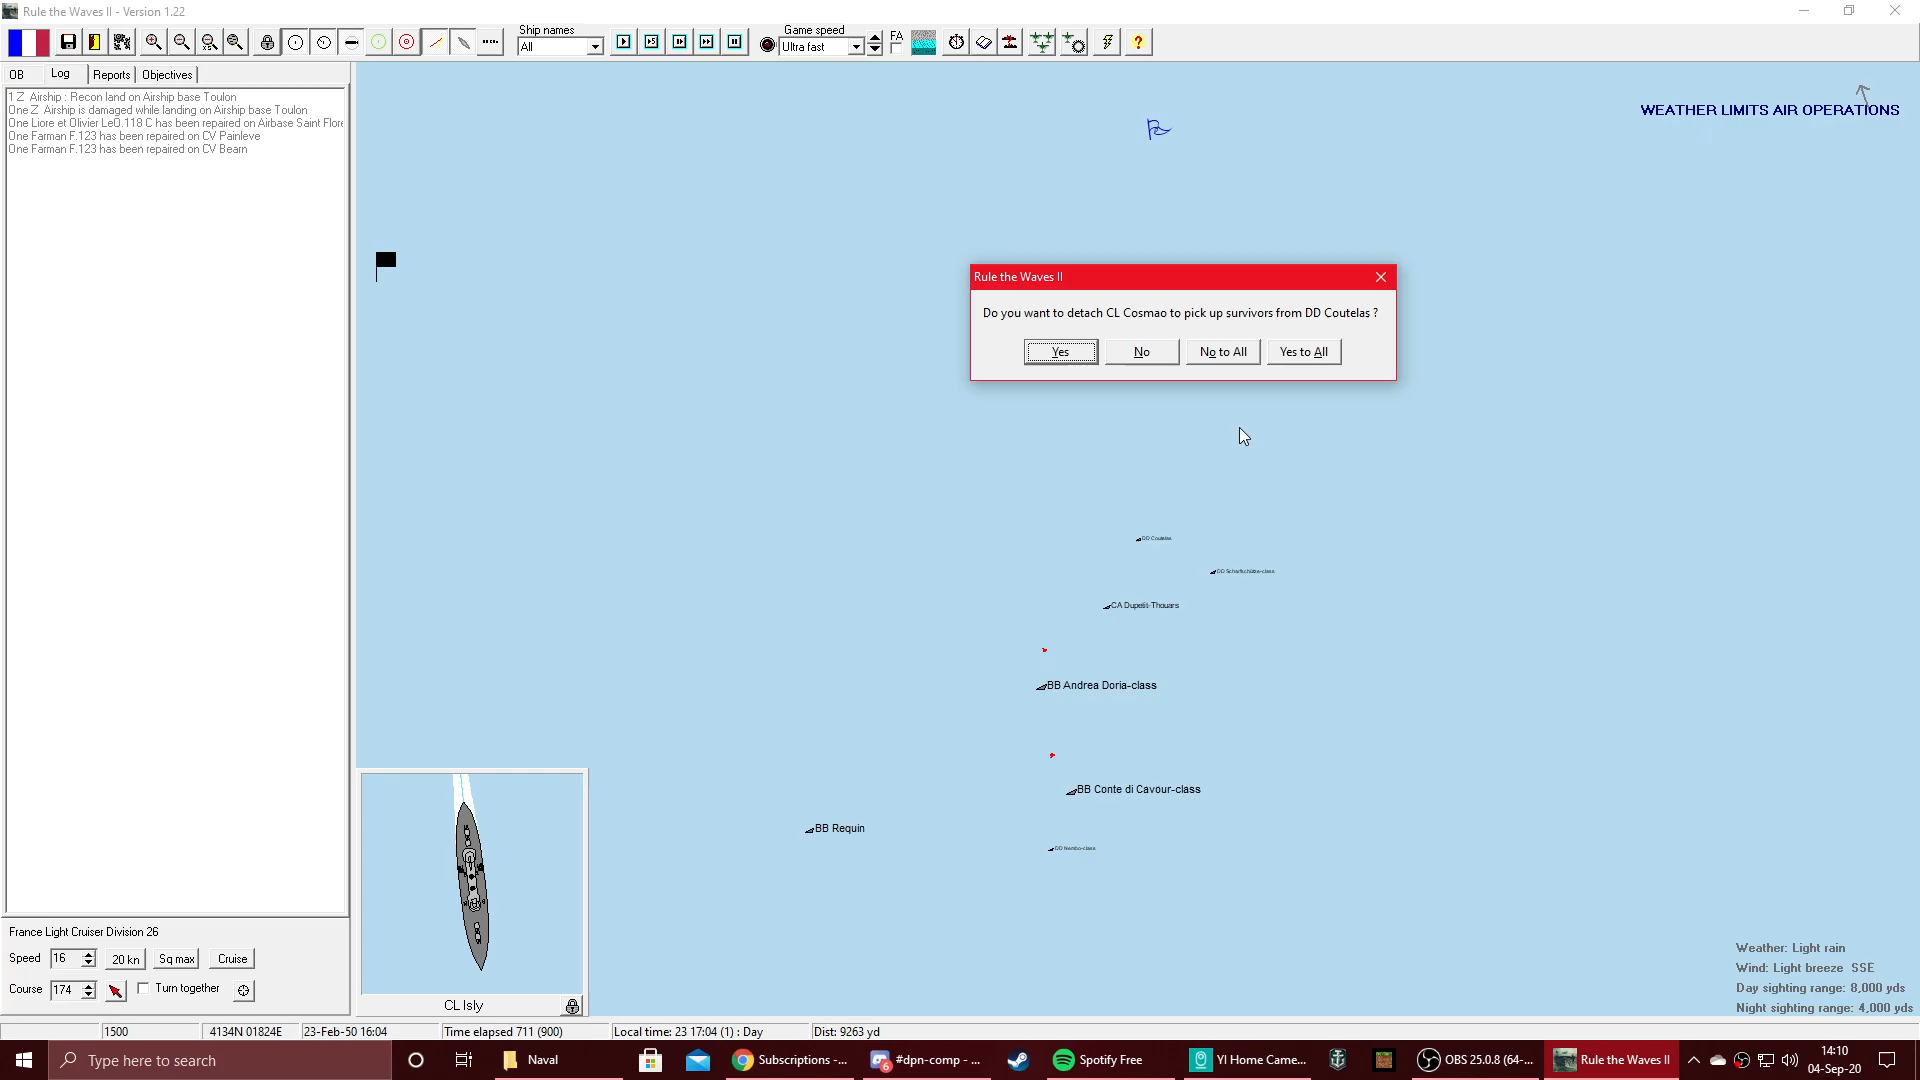 Rule the Waves II - Version 1.22
Ship names
All
Game speed
Ultra fast
FA
OB
Log
Reports
Objectives
1 Z Airship : Recon land on Airship base Toulon
One Z Airship is damaged while landing on Airship base Toulon
One Liore et Olivier LeO.118 C has been repaired on Airbase Saint Flore
One Farman F.123 has been repaired on CV Painleve
One Farman F.123 has been repaired on CV Bearn
WEATHER LIMITS AIR OPERATIONS
Rule the Waves II
Do you want to detach CL Cosmao to pick up survivors from DD Coutelas ?
Yes
No
No to All
Yes to All
DD Coutelas
DD Scharfschütze-class
CA Dupetit-Thouars
BB Andrea Doria-class
BB Conte di Cavour-class
BB Requin
DD Nembo-class
France Light Cruiser Division 26
Speed 16 20 kn Sq max Cruise
Course 174 Turn together
CL Isly
Weather: Light rain
Wind: Light breeze SSE
Day sighting range: 8,000 yds
Night sighting range: 4,000 yds
1500 4134N 01824E 23-Feb-50 16:04 Time elapsed 711 (900) Local time: 23 17:04 (1) : Day Dist: 9263 yd
Type here to search
Naval
Subscriptions -...
6
#dpn-comp - ...
Spotify Free
YI Home Came...
OBS 25.0.8 (64-...
Rule the Waves II
14:10
04-Sep-20